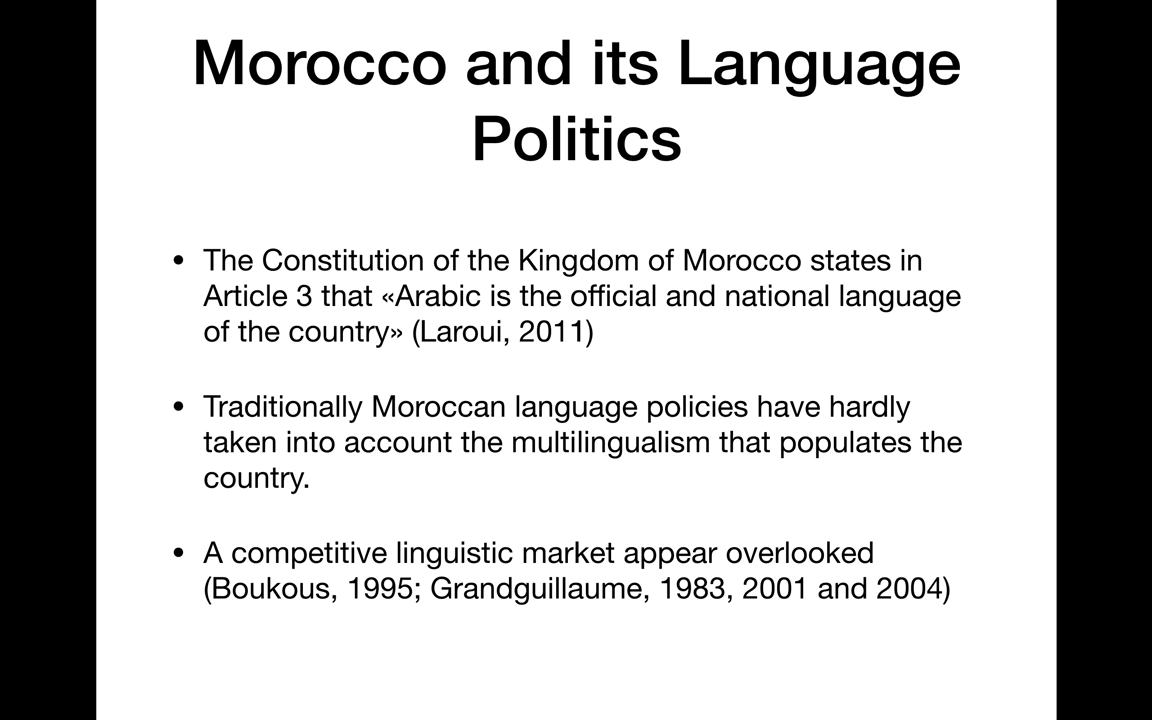 Morocco and its Language
Politics
• The Constitution of the Kingdom of Morocco states in
Article 3 that «Arabic is the official and national language
of the country» (Laroui, 2011)
• Traditionally Moroccan language policies have hardly
taken into account the multilingualism that populates the
country.
• A competitive linguistic market appear overlooked
(Boukous, 1995; Grandguillaume, 1983, 2001 and 2004)